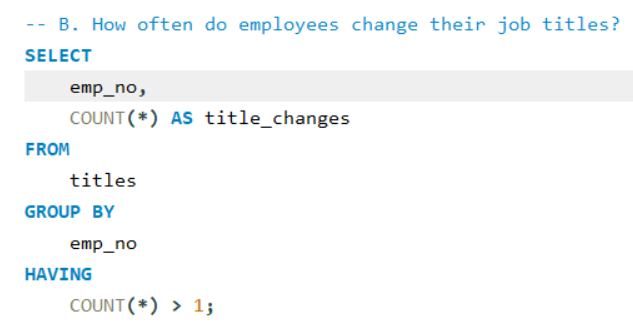 -- B. How often do employees change their job titles?
SELECT
emp_no,
COUNT(*) AS title_changes
FROM
titles
GROUP BY
emp_no
HAVING
COUNT(*) > 1;